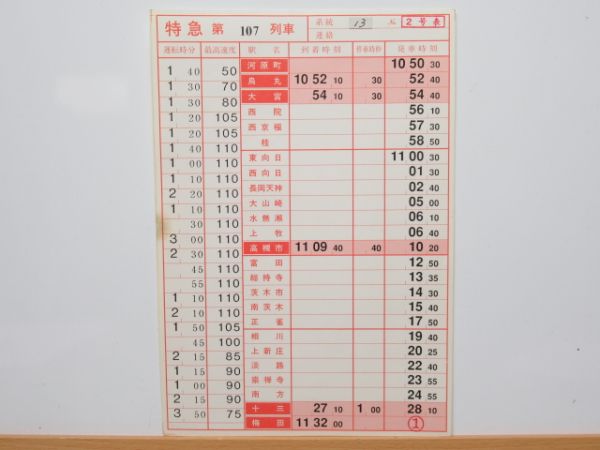 特急 第 107 列車 系統 13 運路 2号表
運転時分 最高速度 駅名 到着時刻 停車時秒 発車時刻
河原町 10 50 30
1 40 50 烏丸 10 52 10 30 52 40
1 30 70 大宮 54 10 30 54 40
1 30 80 西院 56 10
1 20 105 西京極 57 30
1 20 105 桂 58 50
1 40 110 東向日 11 00 30
1 00 110 西向日 01 30
1 10 110 長岡天神 02 40
2 20 110 大山崎 05 00
1 10 110 水無瀬 06 10
30 110 上牧 06 40
3 00 110 高槻市 11 09 40 40 10 20
2 30 110 富田 12 50
45 110 総持寺 13 35
55 110 茨木市 14 30
1 10 110 南茨木 15 40
2 10 110 正雀 17 50
1 50 105 相川 19 40
45 100 上新庄 20 25
2 15 85 淡路 22 40
1 15 90 崇禅寺 23 55
1 00 90 南方 24 55
2 15 90 十三 27 10 1 00 28 10
3 50 75 梅田 11 32 00 ①